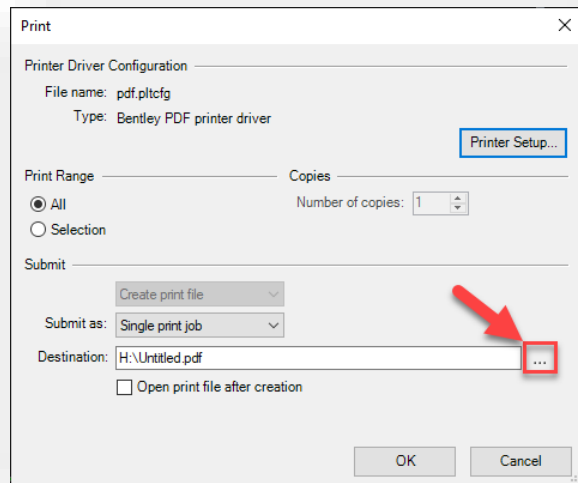 Print
Printer Driver Configuration
File name: pdf.pltcfg
Type: Bentley PDF printer driver
Printer Setup...
Print Range
Copies
All
Number of copies: 1
Selection
Submit
Create print file
Submit as: Single print job
Destination: H:\Untitled.pdf ...
Open print file after creation
OK Cancel